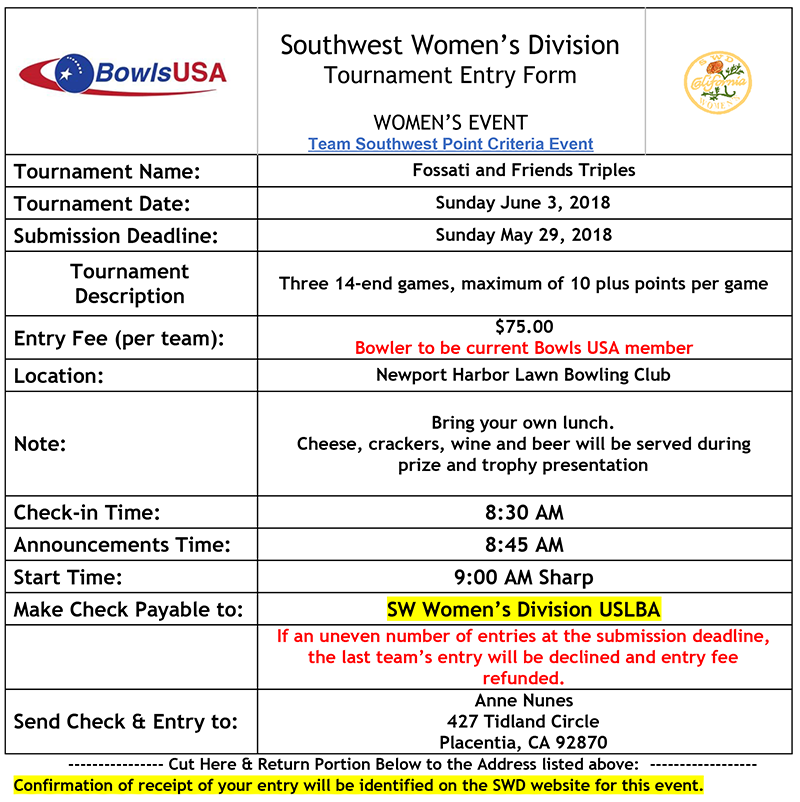 BowlsUSA
Southwest Women's Division
Tournament Entry Form
WOMEN'S EVENT
Team Southwest Point Criteria Event
SWD
California
WOMEN
Tournament Name:
Fossati and Friends Triples
Tournament Date:
Sunday June 3, 2018
Submission Deadline:
Sunday May 29, 2018
Tournament
Description
Three 14-end games, maximum of 10 plus points per game
Entry Fee (per team):
$75.00
Bowler to be current Bowls USA member
Location:
Newport Harbor Lawn Bowling Club
Note:
Bring your own lunch.
Cheese, crackers, wine and beer will be served during
prize and trophy presentation
Check-in Time:
8:30 AM
Announcements Time:
8:45 AM
Start Time:
9:00 AM Sharp
Make Check Payable to:
SW Women's Division USLBA
If an uneven number of entries at the submission deadline,
the last team's entry will be declined and entry fee
refunded.
Send Check & Entry to:
Anne Nunes
427 Tidland Circle
Placentia, CA 92870
---------------- Cut Here & Return Portion Below to the Address listed above: ------------------
Confirmation of receipt of your entry will be identified on the SWD website for this event.